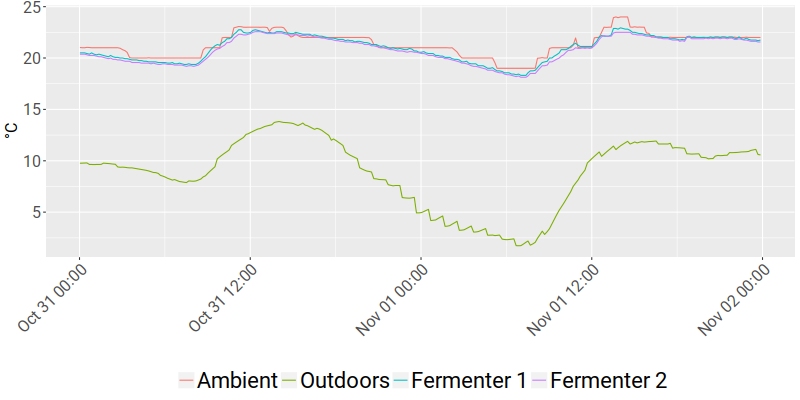 25
20
15
10
5
°C
Oct 31 00:00
Oct 31 12:00
Nov 01 00:00
Nov 01 12:00
Nov 02 00:00
Ambient Outdoors Fermenter 1 Fermenter 2